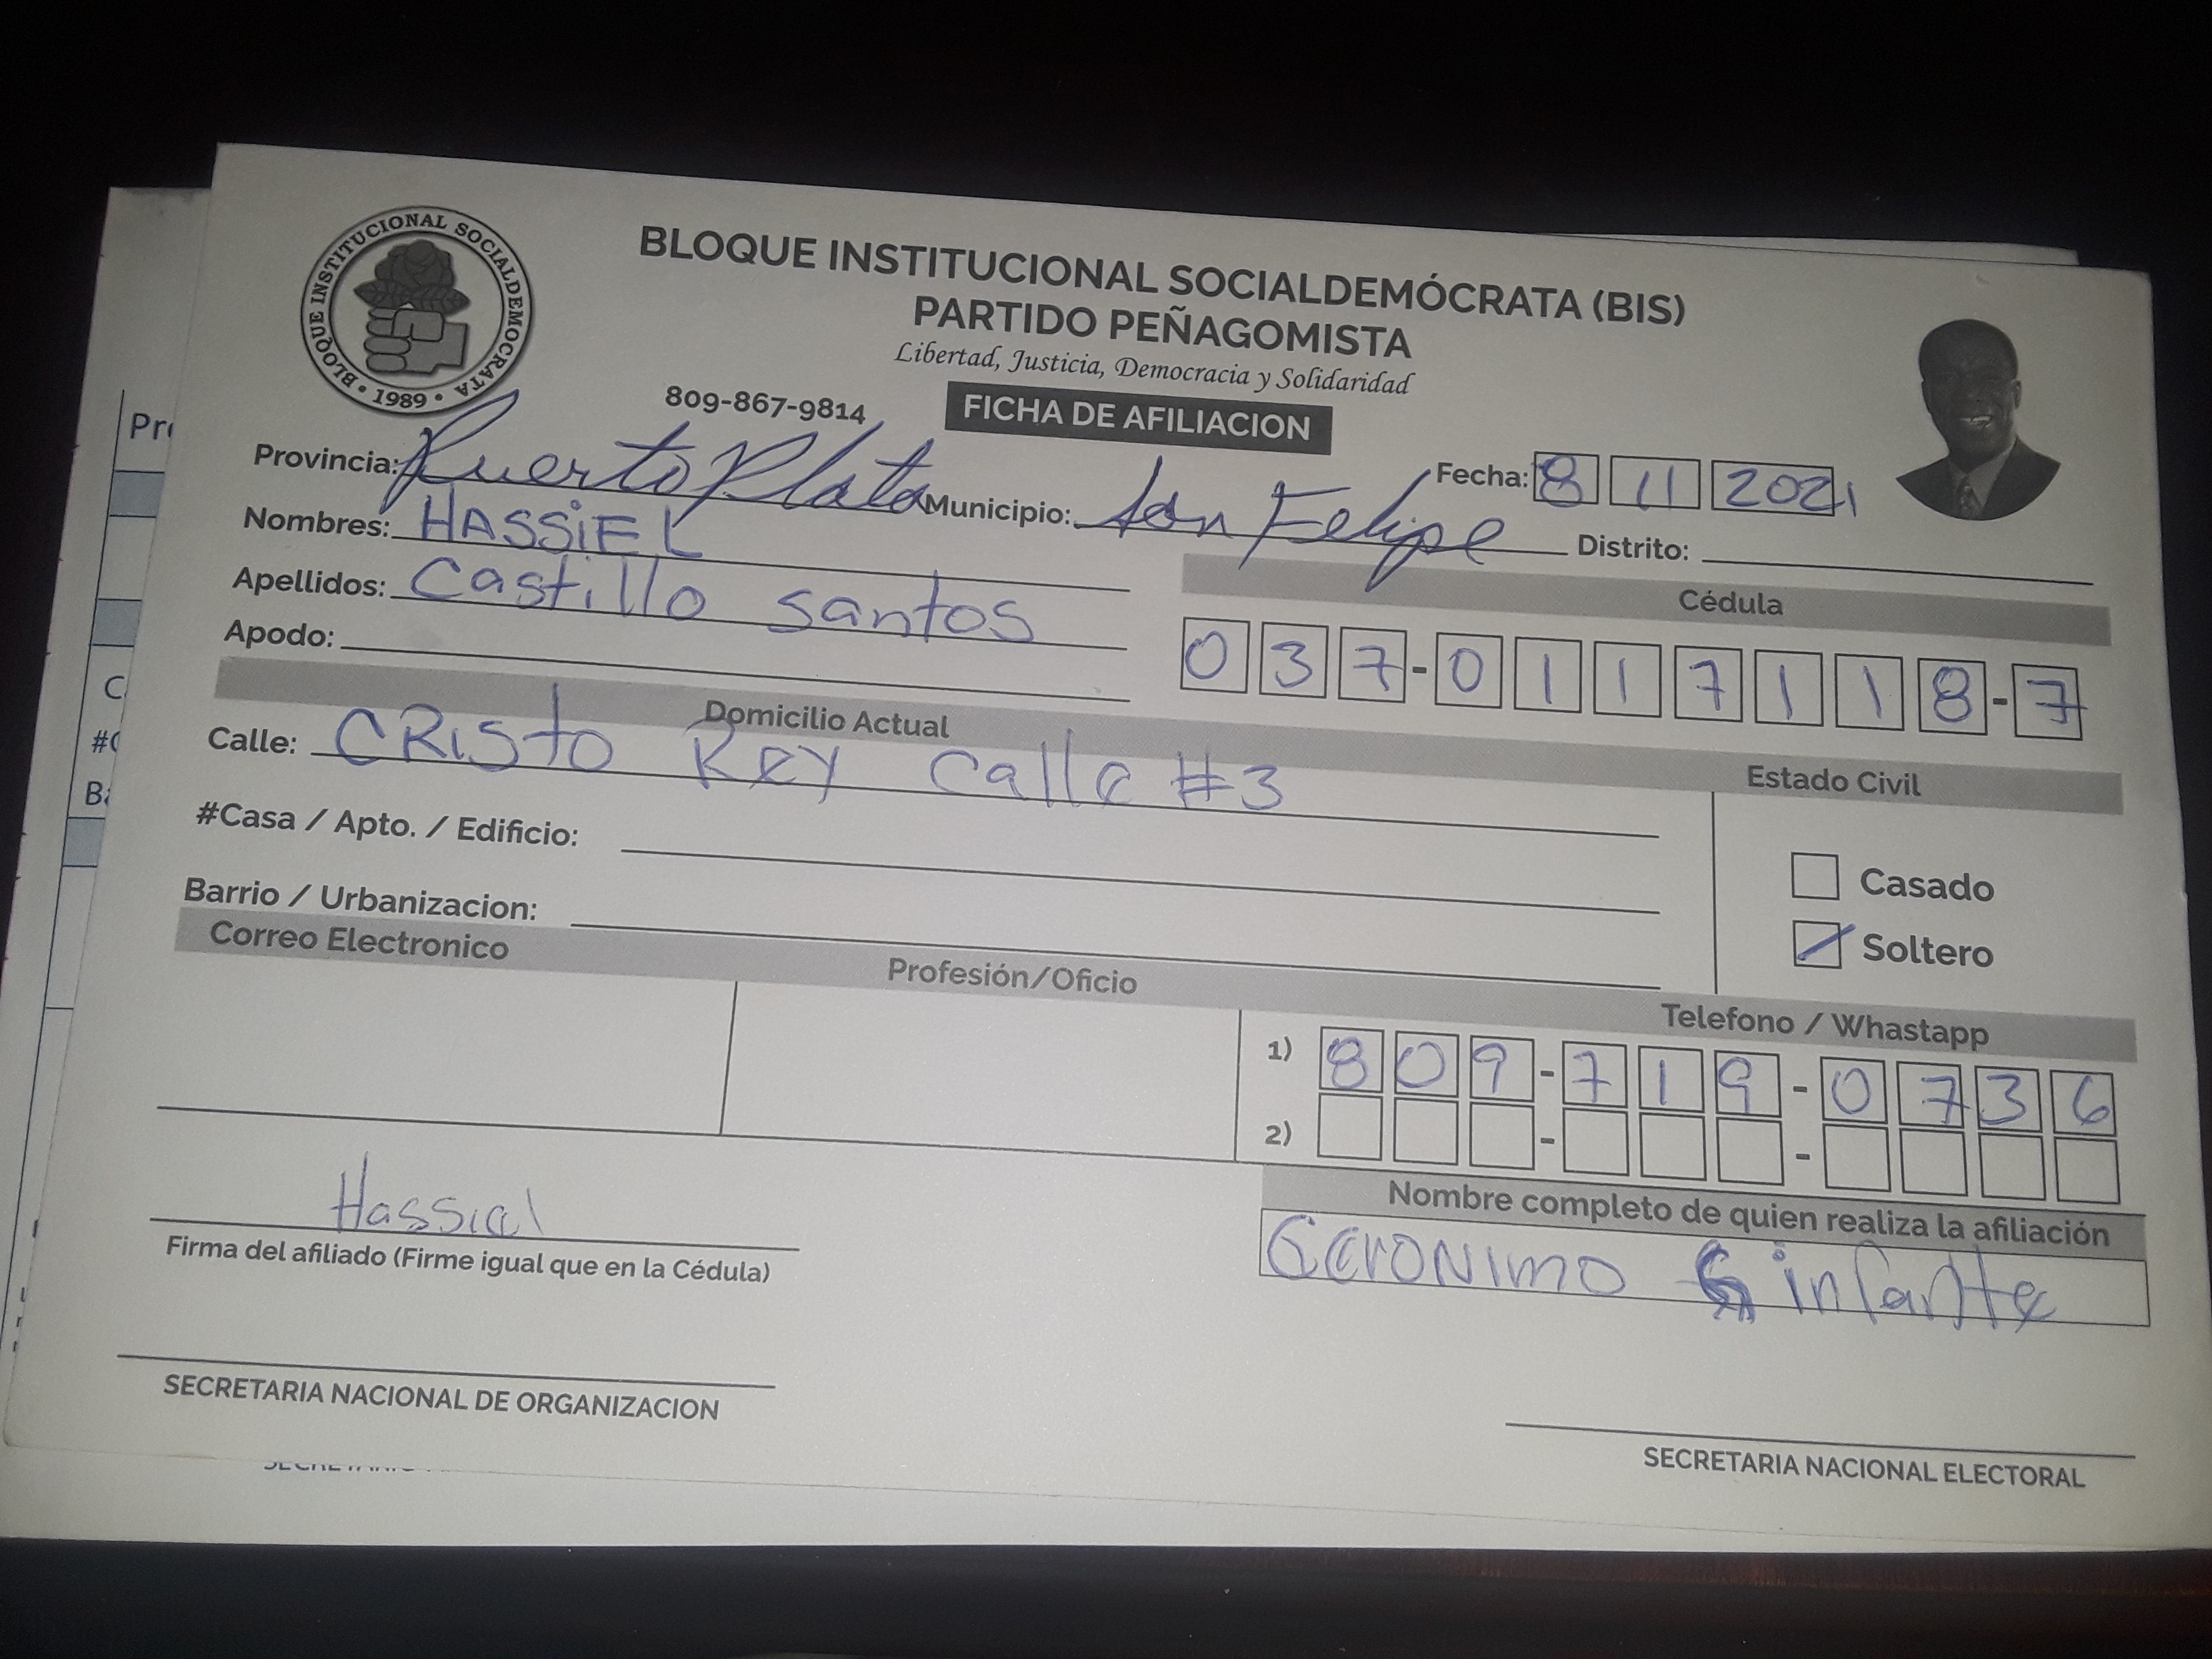 BLOQUE INSTITUCIONAL SOCIALDEMOCRATA • 1989 •
BLOQUE INSTITUCIONAL SOCIALDEMÓCRATA (BIS)
PARTIDO PEÑAGOMISTA
Libertad, Justicia, Democracia y Solidaridad
809-867-9814 FICHA DE AFILIACION
Provincia: Puerto Plata Municipio: San Felipe Fecha: 8 11 2021
Distrito:
Nombres: HASSiEL
Apellidos: Castillo santos
Apodo:
Cédula
037-0117118-7
Domicilio Actual
Calle: CRISto REY Calle #3
#Casa / Apto. / Edificio:
Barrio / Urbanizacion:
Estado Civil
Casado
Soltero
Correo Electronico
Profesión/Oficio
Telefono / Whastapp
1) 809-719-0736
2) - -
Hassiel
Firma del afiliado (Firme igual que en la Cédula)
Nombre completo de quien realiza la afiliación
GERONIMO infante
SECRETARIA NACIONAL DE ORGANIZACION
SECRETARIA NACIONAL ELECTORAL
Pr
C
#C
B